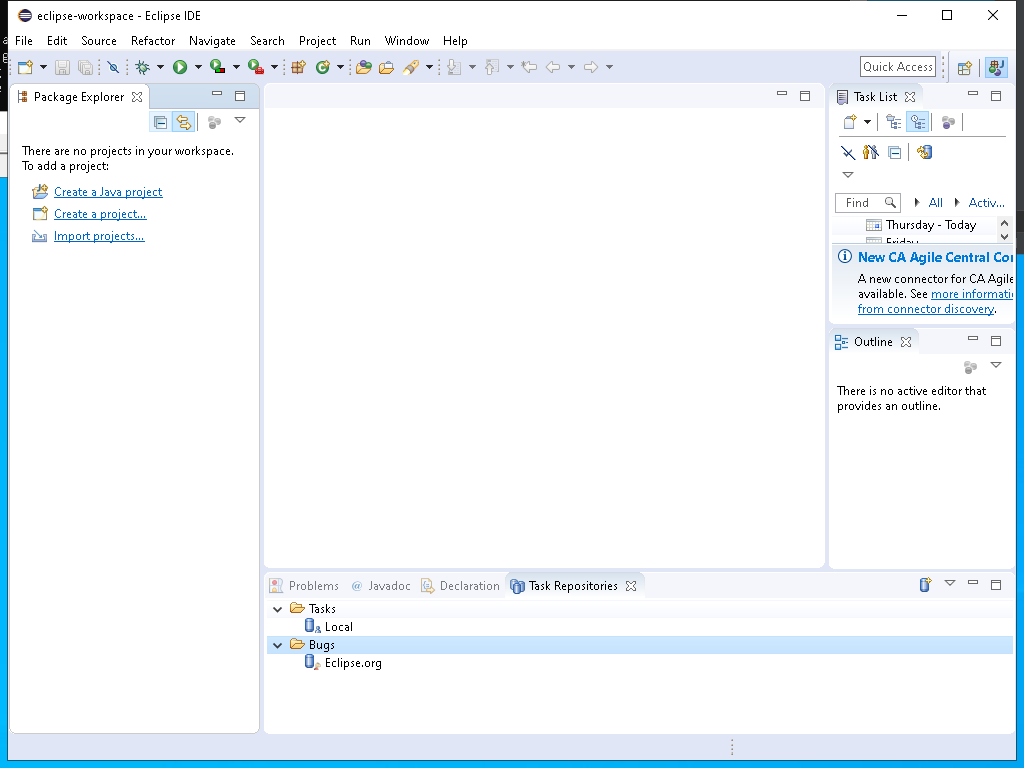 eclipse-workspace - Eclipse IDE
File Edit Source Refactor Navigate Search Project Run Window Help
Quick Access
Package Explorer
There are no projects in your workspace.
To add a project:
Create a Java project
Create a project...
Import projects...
Task List
Find All Activ...
Thursday - Today
Friday
New CA Agile Central Co
A new connector for CA Agile
available. See more informati
from connector discovery.
Outline
There is no active editor that
provides an outline.
Problems @ Javadoc Declaration Task Repositories
Tasks
Local
Bugs
Eclipse.org